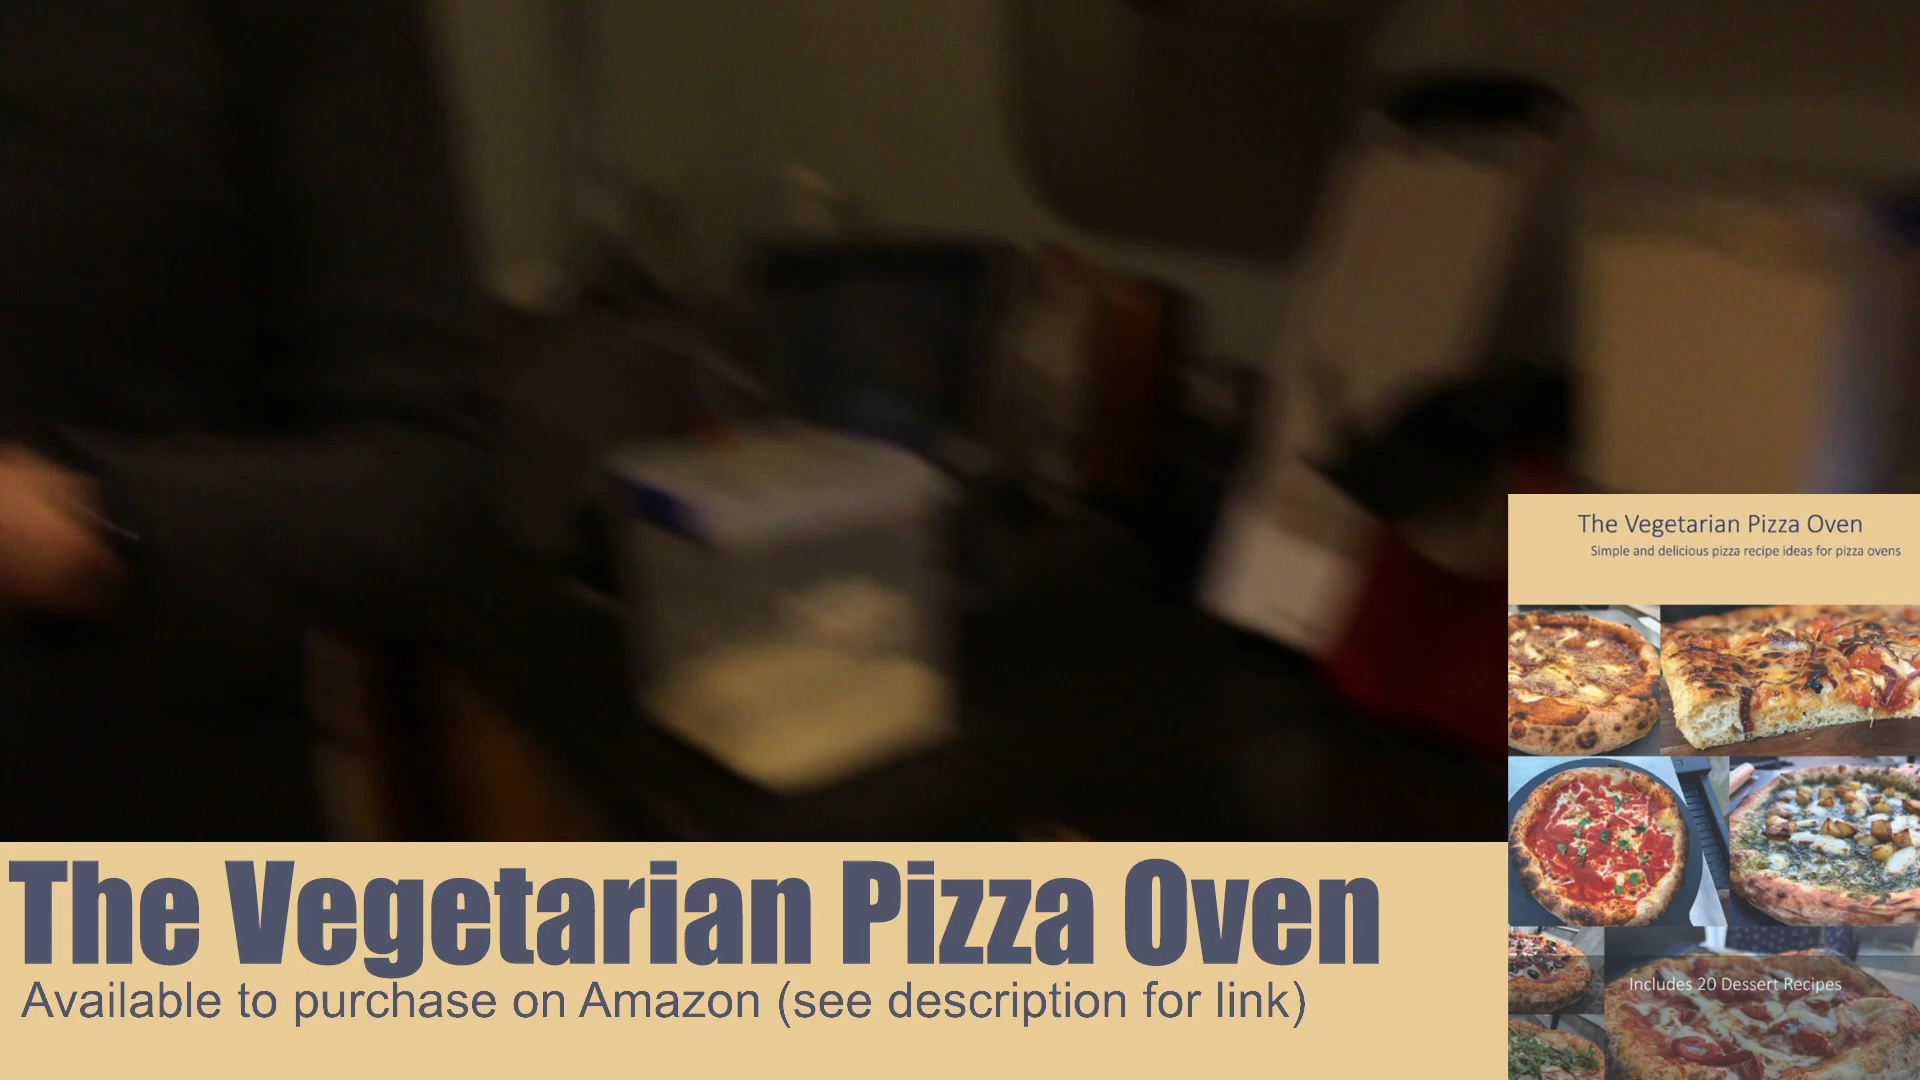 The Vegetarian Pizza Oven
Simple and delicious pizza recipe ideas for pizza ovens
Includes 20 Dessert Recipes
The Vegetarian Pizza Oven
Available to purchase on Amazon (see description for link)